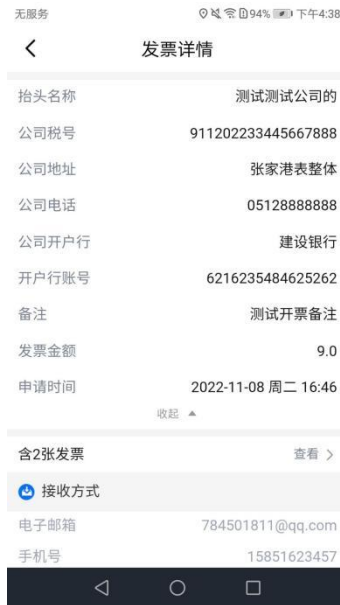 无服务 94% 下午4:38
发票详情
抬头名称 测试测试公司的
公司税号 911202233445667888
公司地址 张家港表整体
公司电话 05128888888
公司开户行 建设银行
开户行账号 6216235484625262
备注 测试开票备注
发票金额 9.0
申请时间 2022-11-08 周二 16:46
收起
含2张发票 查看
接收方式
电子邮箱 784501811@qq.com
手机号 15851623457